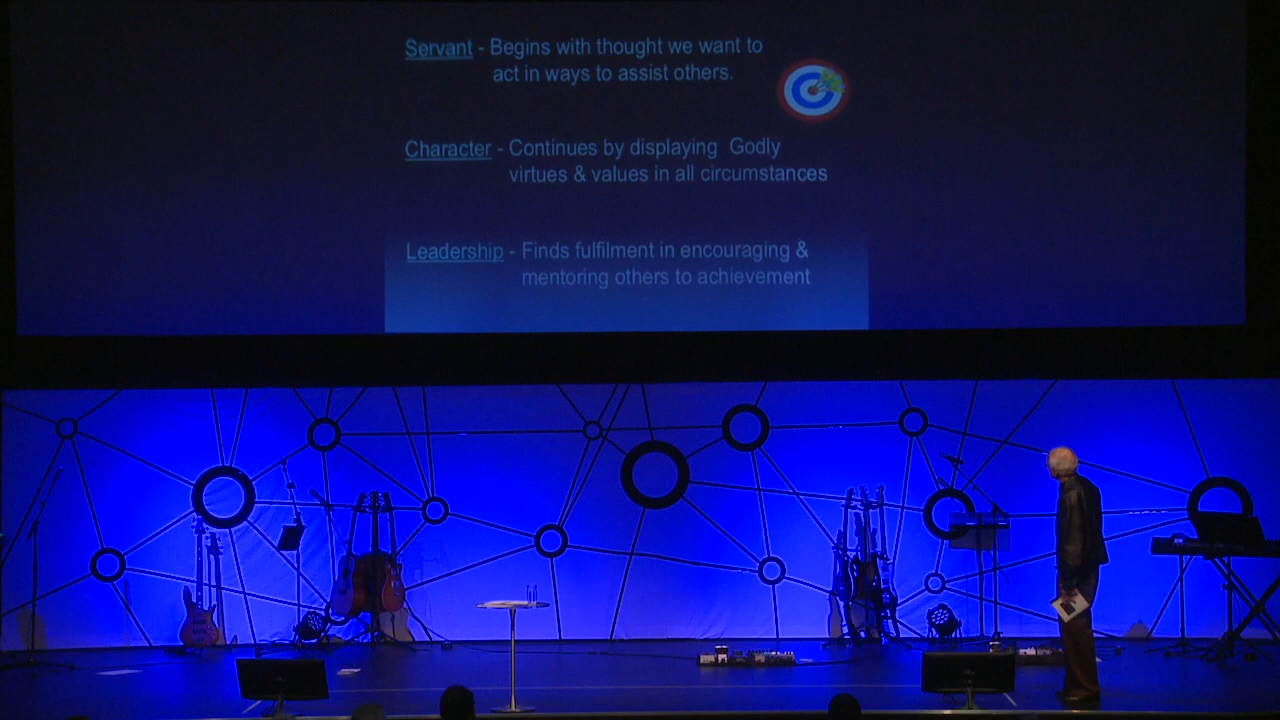 Servant - Begins with thought we want to
act in ways to assist others.
Character - Continues by displaying Godly
virtues & values in all circumstances
Leadership - Finds fulfilment in encouraging &
mentoring others to achievement